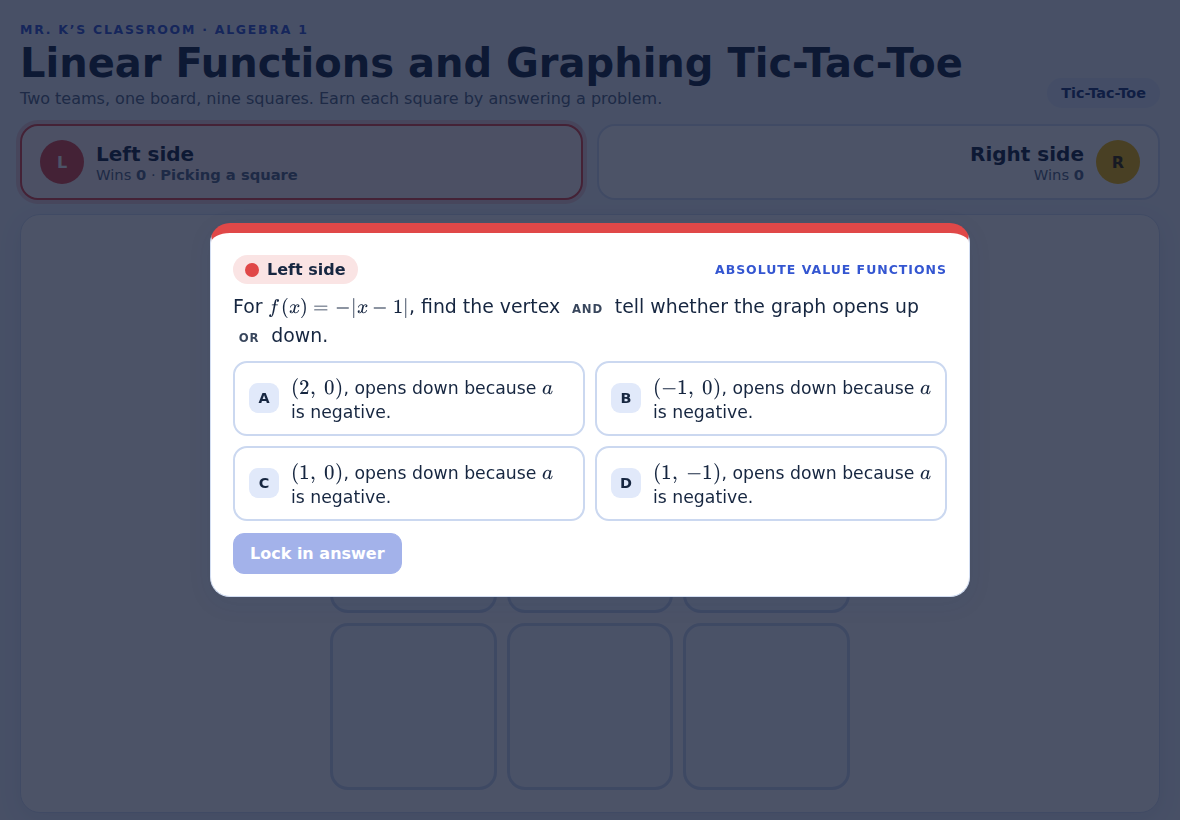 MR. K'S CLASSROOM · ALGEBRA 1
Linear Functions and Graphing Tic-Tac-Toe
Two teams, one board, nine squares. Earn each square by answering a problem.
Tic-Tac-Toe
L
Left side
Wins 0 · Picking a square
Right side
Wins 0
R
Left side
ABSOLUTE VALUE FUNCTIONS
For f(x) = −|x − 1|, find the vertex AND tell whether the graph opens up
OR down.
A
(2, 0), opens down because a
is negative.
B
(−1, 0), opens down because a
is negative.
C
(1, 0), opens down because a
is negative.
D
(1, −1), opens down because a
is negative.
Lock in answer